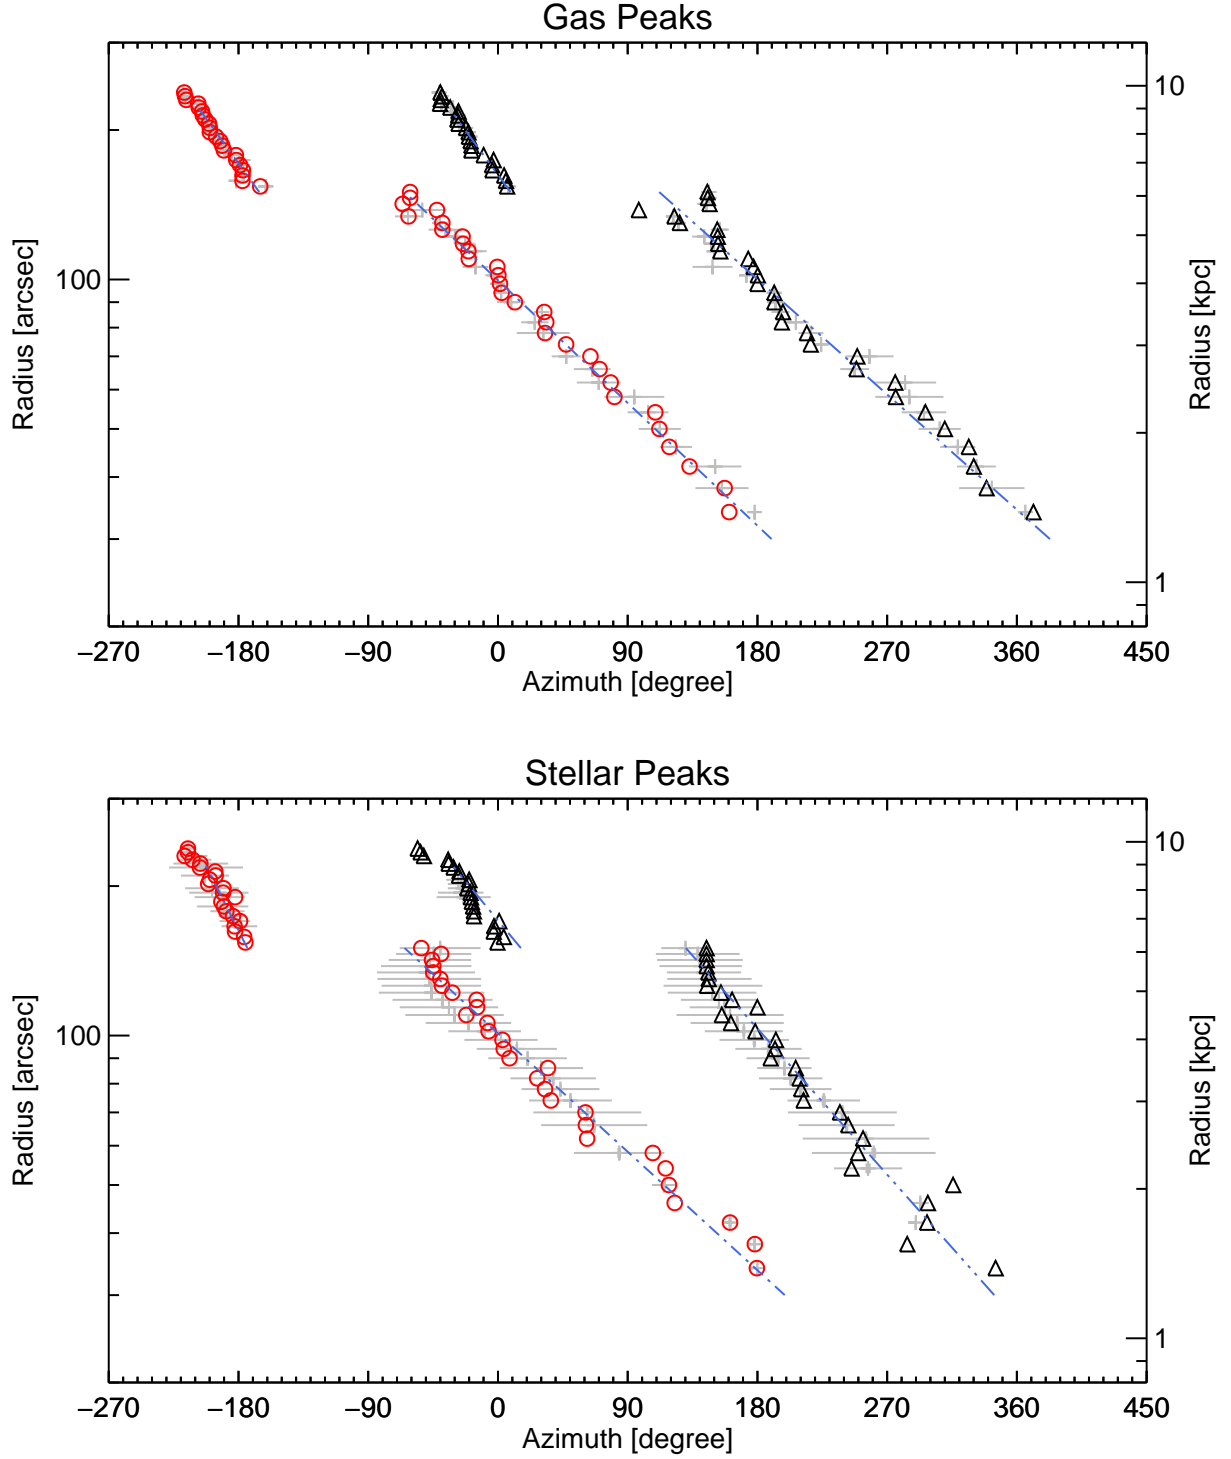 Gas Peaks
10
100
1
Radius [arcsec]
Radius [kpc]
−270 −180 −90 0 90 180 270 360 450
Azimuth [degree]
Stellar Peaks
10
100
1
Radius [arcsec]
Radius [kpc]
−270 −180 −90 0 90 180 270 360 450
Azimuth [degree]